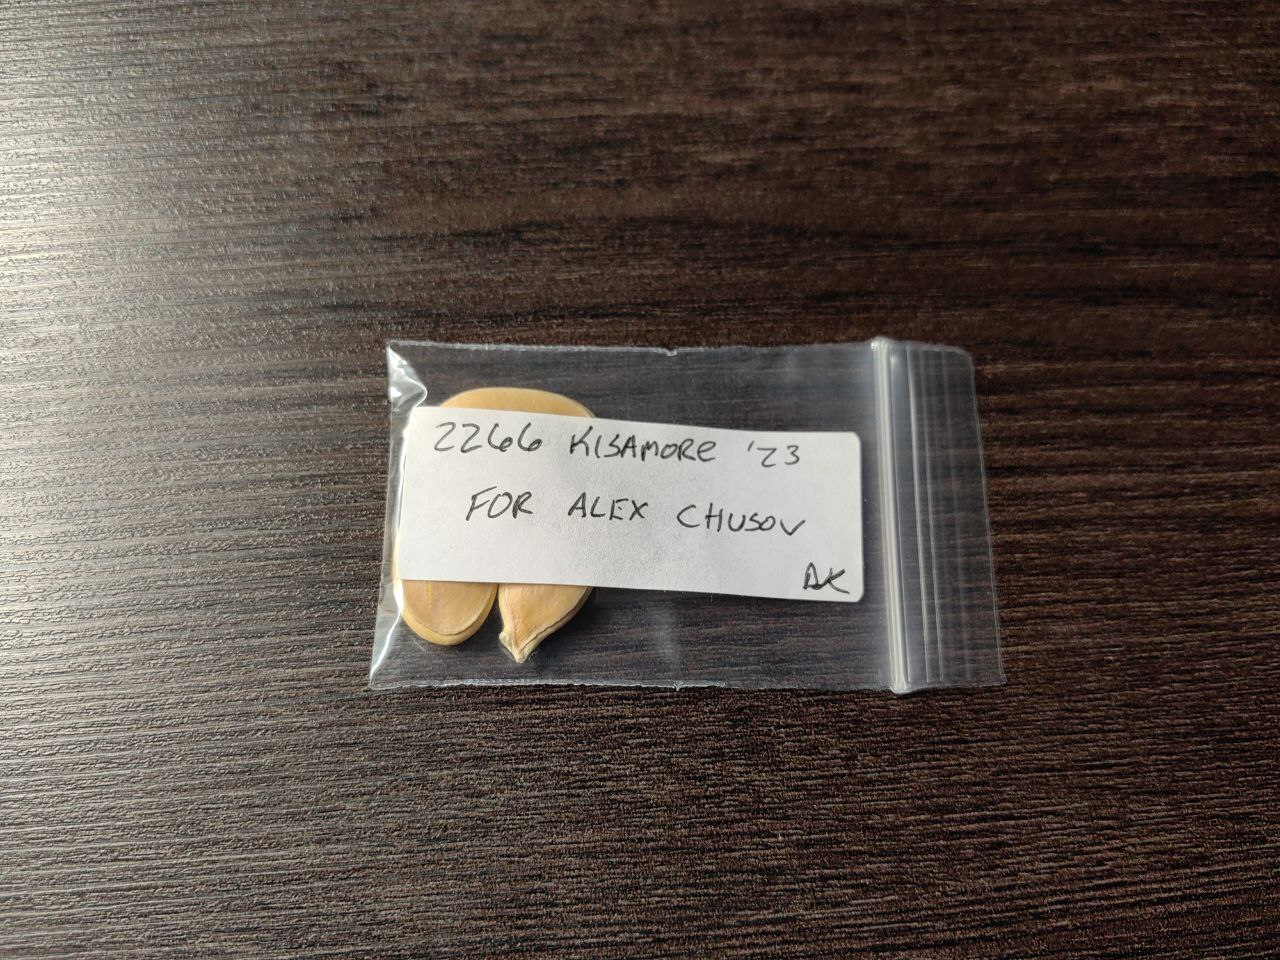 2266 KISAMORE '23
FOR ALEX CHUSOV
DK